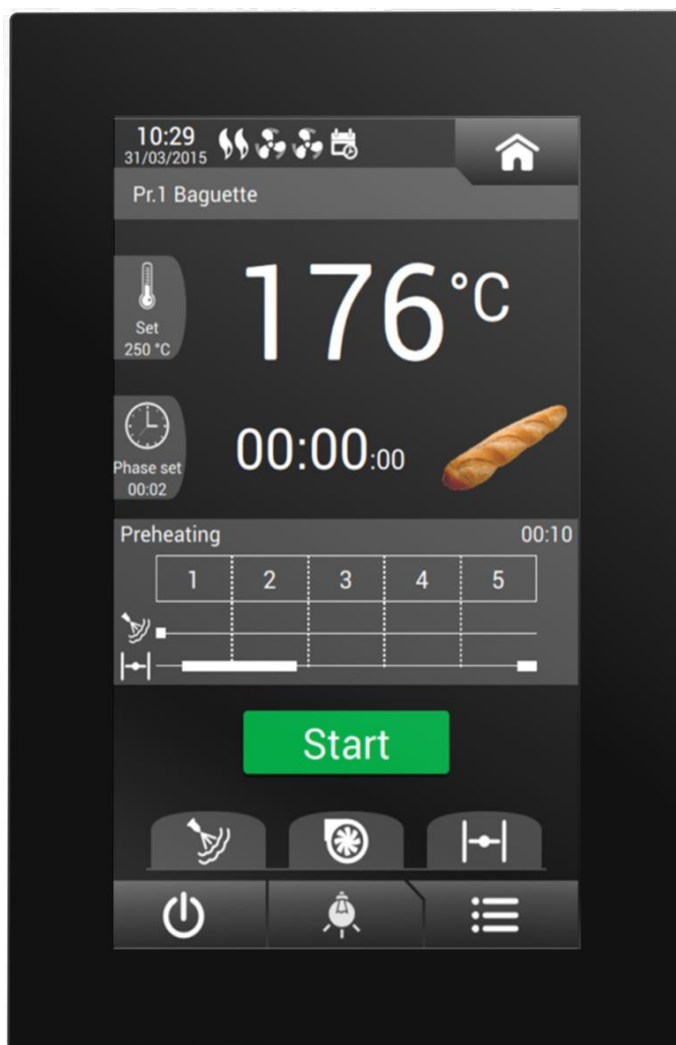 10:29
31/03/2015
Pr.1 Baguette
176°C
Set
250 °C
00:00:00
Phase set
00:02
Preheating 00:10
1 2 3 4 5
Start